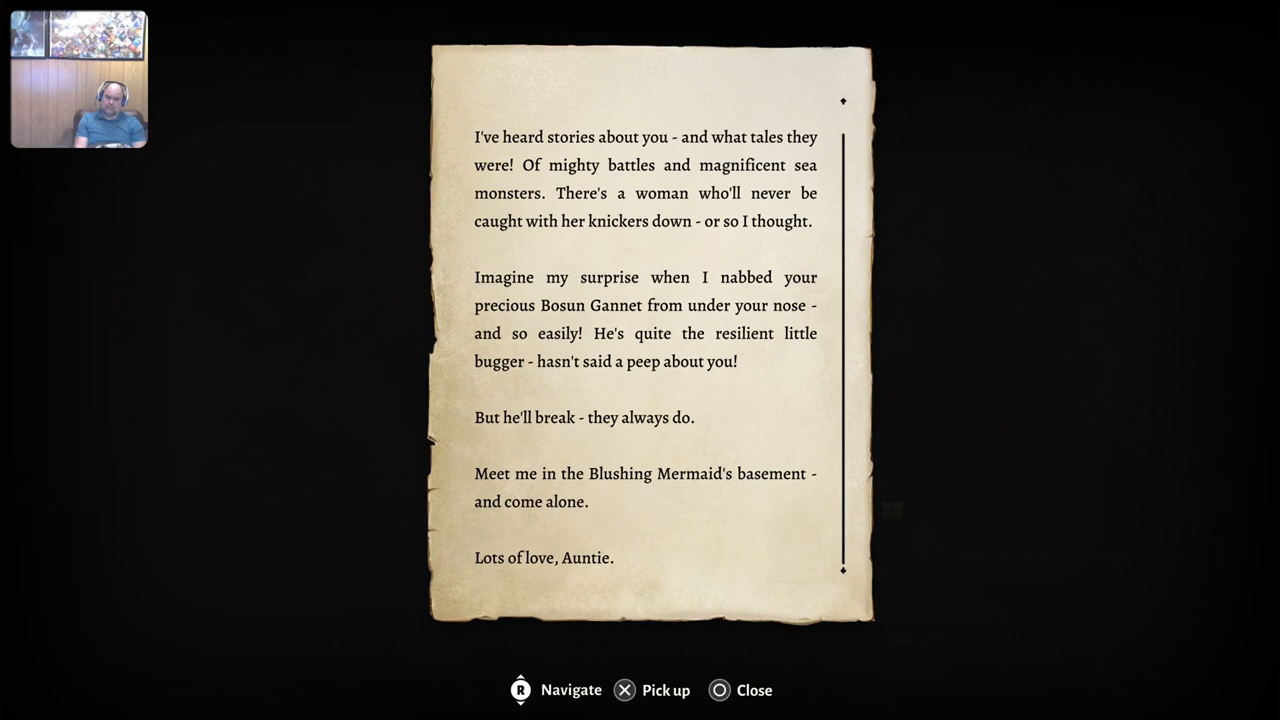 I've heard stories about you - and what tales they
were! Of mighty battles and magnificent sea
monsters. There's a woman who'll never be
caught with her knickers down - or so I thought.
Imagine my surprise when I nabbed your
precious Bosun Gannet from under your nose -
and so easily! He's quite the resilient little
bugger - hasn't said a peep about you!
But he'll break - they always do.
Meet me in the Blushing Mermaid's basement -
and come alone.
Lots of love, Auntie.
R Navigate Pick up Close